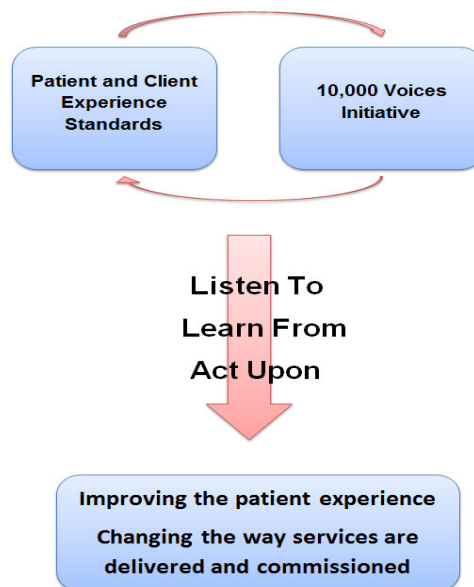 Patient and Client
Experience
Standards
10,000 Voices
Initiative
Listen To
Learn From
Act Upon
Improving the patient experience
Changing the way services are
delivered and commissioned